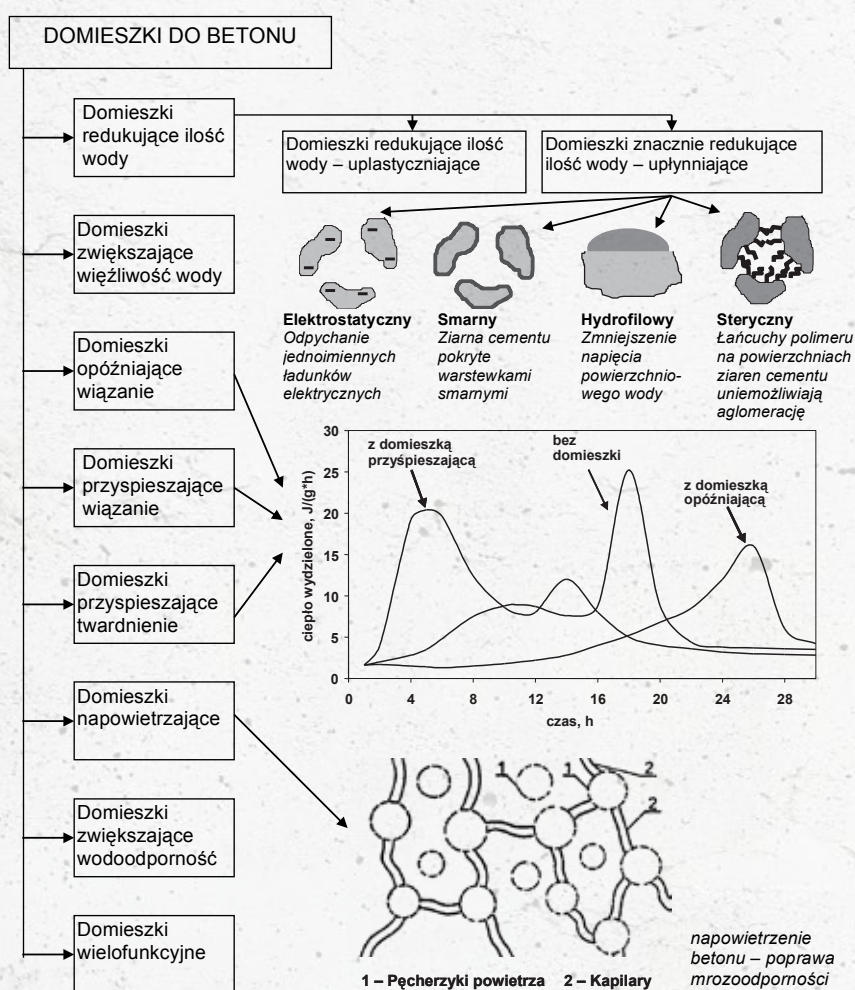 DOMIESZKI DO BETONU
Domieszki
redukujące ilość
wody
Domieszki redukujące ilość
wody – uplastyczniające
Domieszki znacznie redukujące
ilość wody – upłynniające
Domieszki
zwiększające
więźliwość wody
Elektrostatyczny
Odpychanie
jednoimiennych
ładunków
elektrycznych
Smarny
Ziarna cementu
pokryte
warstewkami
smarnymi
Hydrofilowy
Zmniejszenie
napięcia
powierzchnio-
wego wody
Steryczny
Łańcuchy polimeru
na powierzchniach
ziaren cementu
uniemożliwiają
aglomerację
Domieszki
opóźniające
wiązanie
Domieszki
przyspieszające
wiązanie
Domieszki
przyspieszające
twardnienie
ciepło wydzielone, J/(g*h)
30
25
20
15
10
5
0
z domieszką
przyśpieszającą
bez
domieszki
z domieszką
opóźniającą
0 4 8 12 16 20 24 28
czas, h
Domieszki
napowietrzające
Domieszki
zwiększające
wodoodporność
Domieszki
wielofunkcyjne
1 1 2
2
1 – Pęcherzyki powietrza 2 – Kapilary
napowietrzenie
betonu – poprawa
mrozoodporności